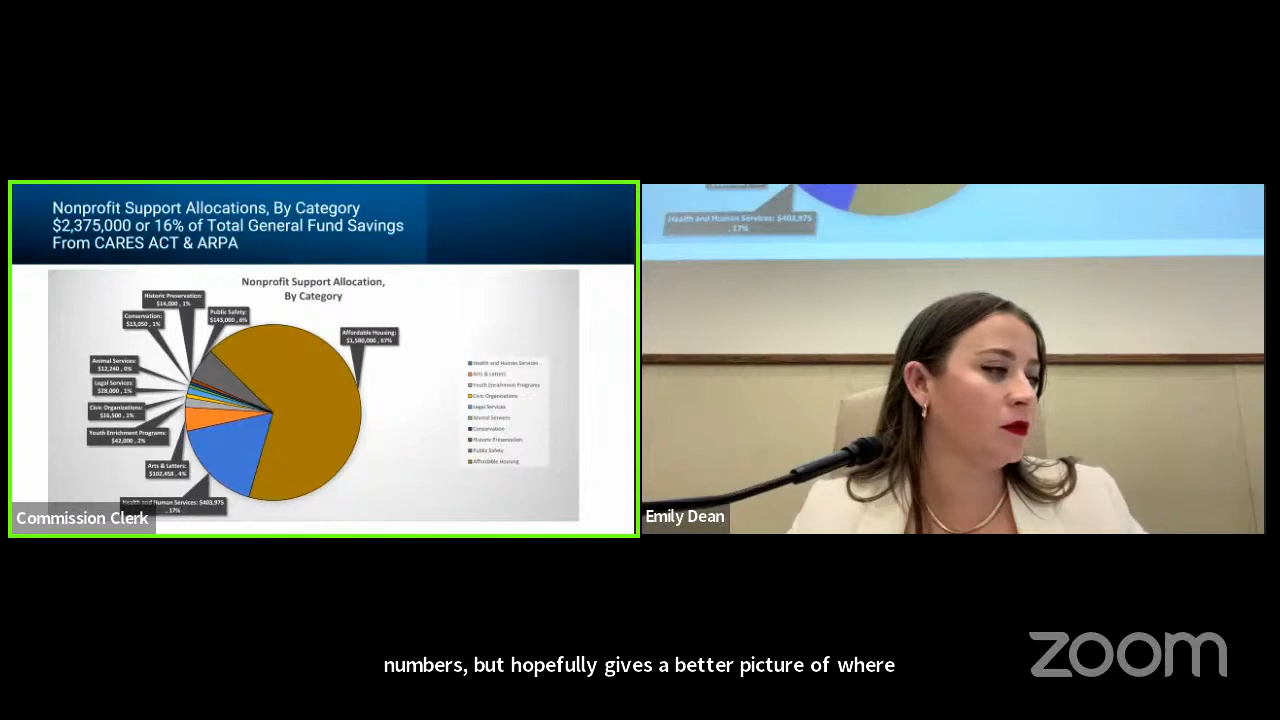 Nonprofit Support Allocations, By Category
$2,375,000 or 16% of Total General Fund Savings
From CARES ACT & ARPA
Nonprofit Support Allocation,
By Category
Historic Preservation:
$14,000 , 1%
Conservation:
$13,050 , 1%
Public Safety:
$143,000 , 6%
Affordable Housing:
$1,580,000 , 67%
Animal Services:
$12,240 , 0%
Legal Services:
$28,000 , 1%
Civic Organizations:
$16,500 , 1%
Youth Enrichment Programs:
$42,000 , 2%
Arts & Letters:
$102,458 , 4%
Health and Human Services: $403,975
, 17%
Health and Human Services
Arts & Letters
Youth Enrichment Programs
Civic Organizations
Legal Services
Animal Services
Conservation
Historic Preservation
Public Safety
Affordable Housing
Commission Clerk
Health and Human Services: $403,975
, 17%
Emily Dean
numbers, but hopefully gives a better picture of where
zoom